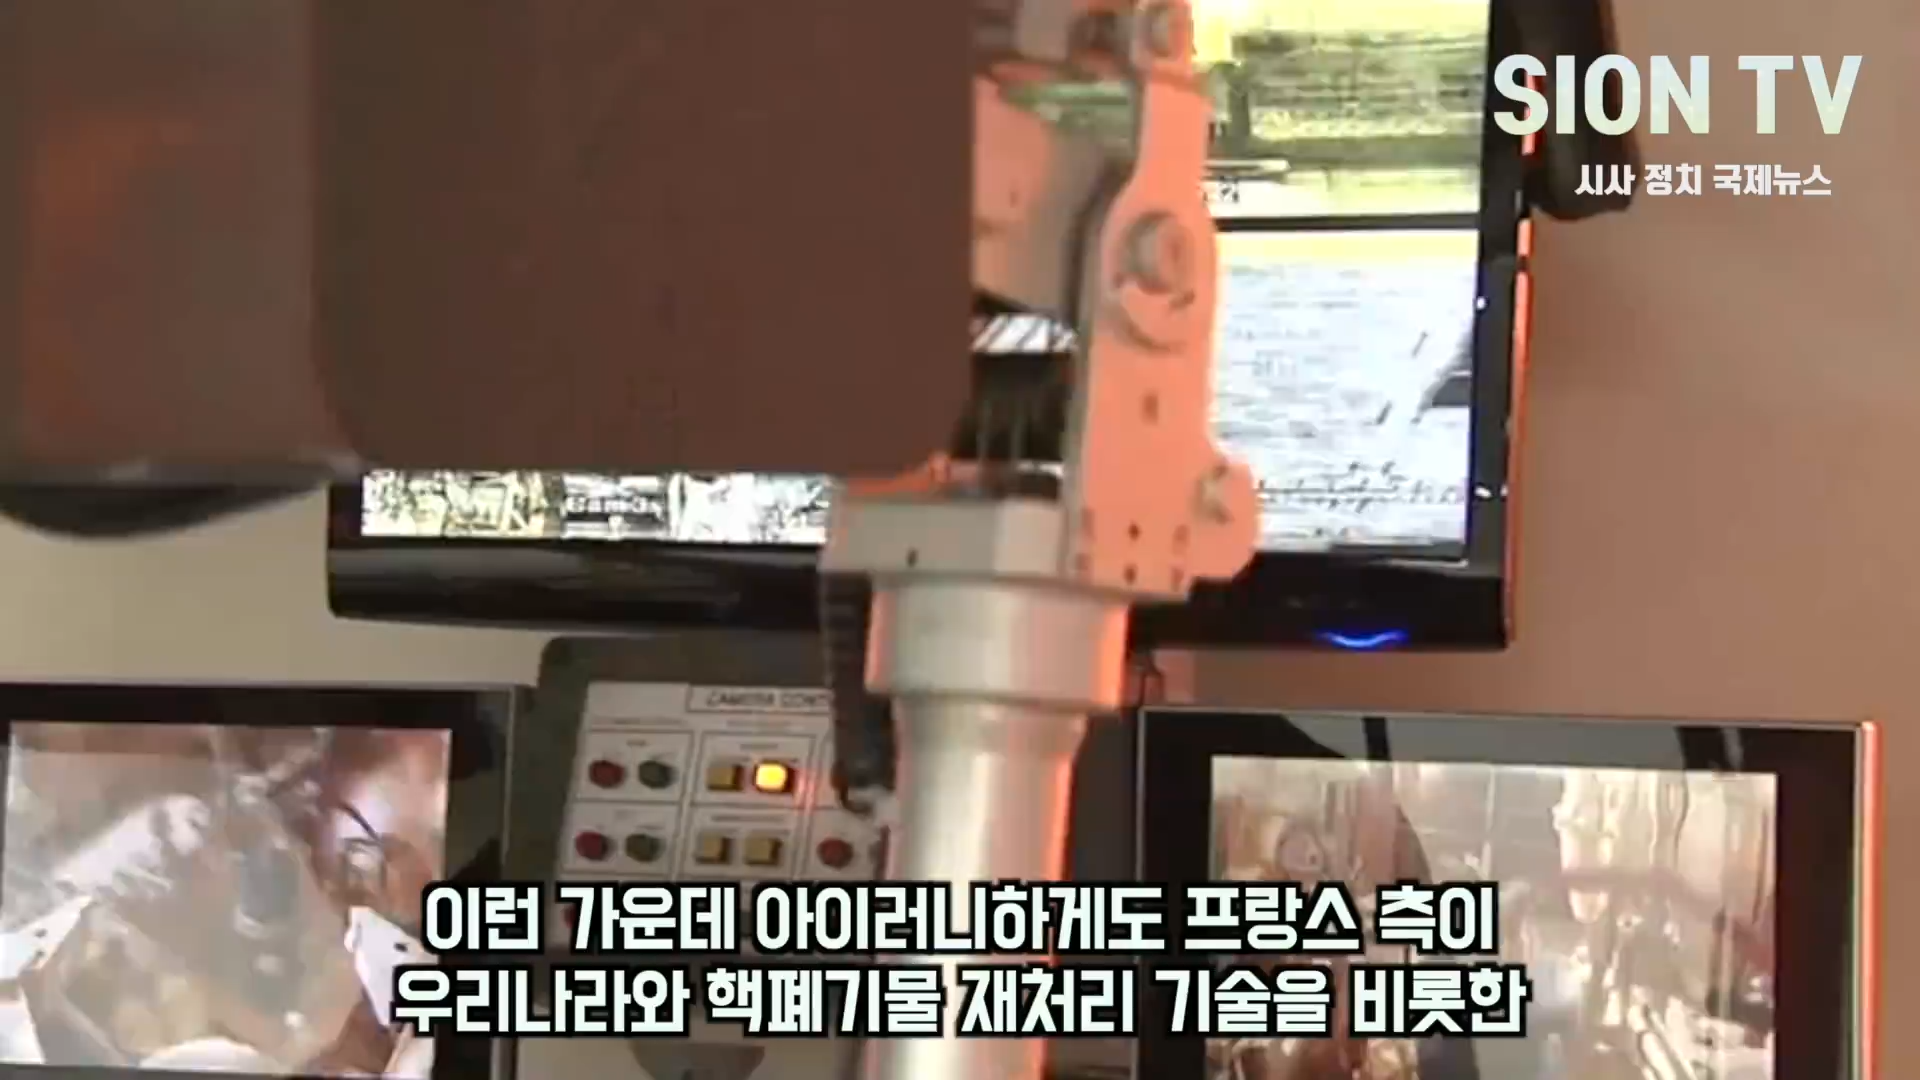 SION TV
시사 정치 국제뉴스
CAMERA CONT
이런 가운데 아이러니하게도 프랑스 측이
우리나라와 핵폐기물 재처리 기술을 비롯한